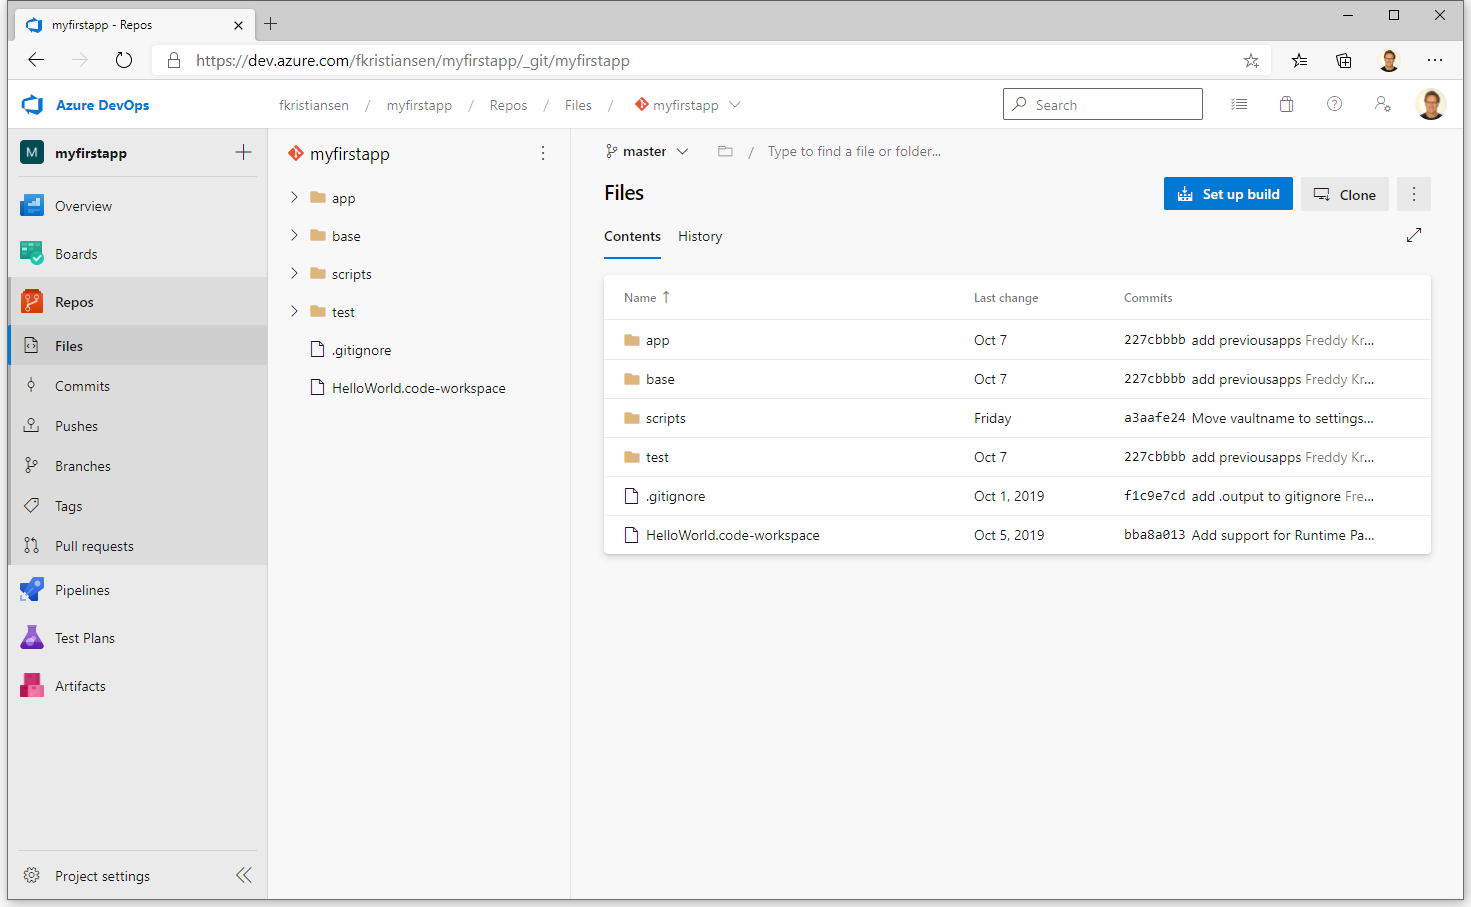 myfirstapp - Repos
https://dev.azure.com/fkristiansen/myfirstapp/_git/myfirstapp
Azure DevOps
fkristiansen / myfirstapp / Repos / Files / myfirstapp
Search
M myfirstapp
Overview
Boards
Repos
Files
Commits
Pushes
Branches
Tags
Pull requests
Pipelines
Test Plans
Artifacts
Project settings
myfirstapp
app
base
scripts
test
.gitignore
HelloWorld.code-workspace
master / Type to find a file or folder...
Files
Set up build Clone
Contents History
Name Last change Commits
app Oct 7 227cbbbb add previousapps Freddy Kr...
base Oct 7 227cbbbb add previousapps Freddy Kr...
scripts Friday a3aafe24 Move vaultname to settings...
test Oct 7 227cbbbb add previousapps Freddy Kr...
.gitignore Oct 1, 2019 f1c9e7cd add .output to gitignore Fre...
HelloWorld.code-workspace Oct 5, 2019 bba8a013 Add support for Runtime Pa...